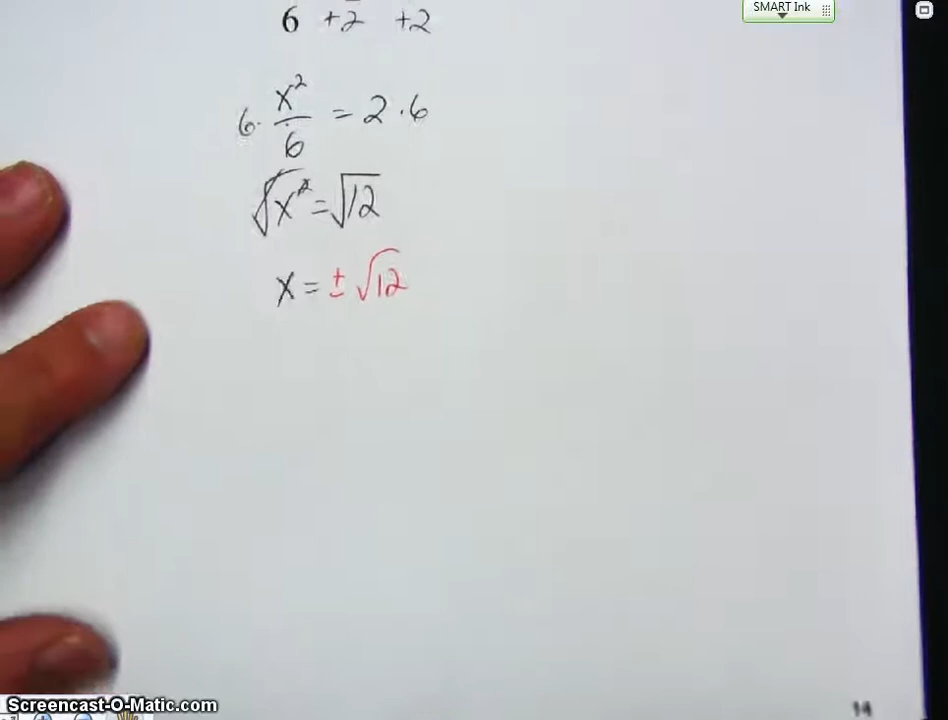 SMART Ink
6 +2 +2
6· x²/6 = 2·6
√x² = √12
x = ± √12
14
Screencast-O-Matic.com